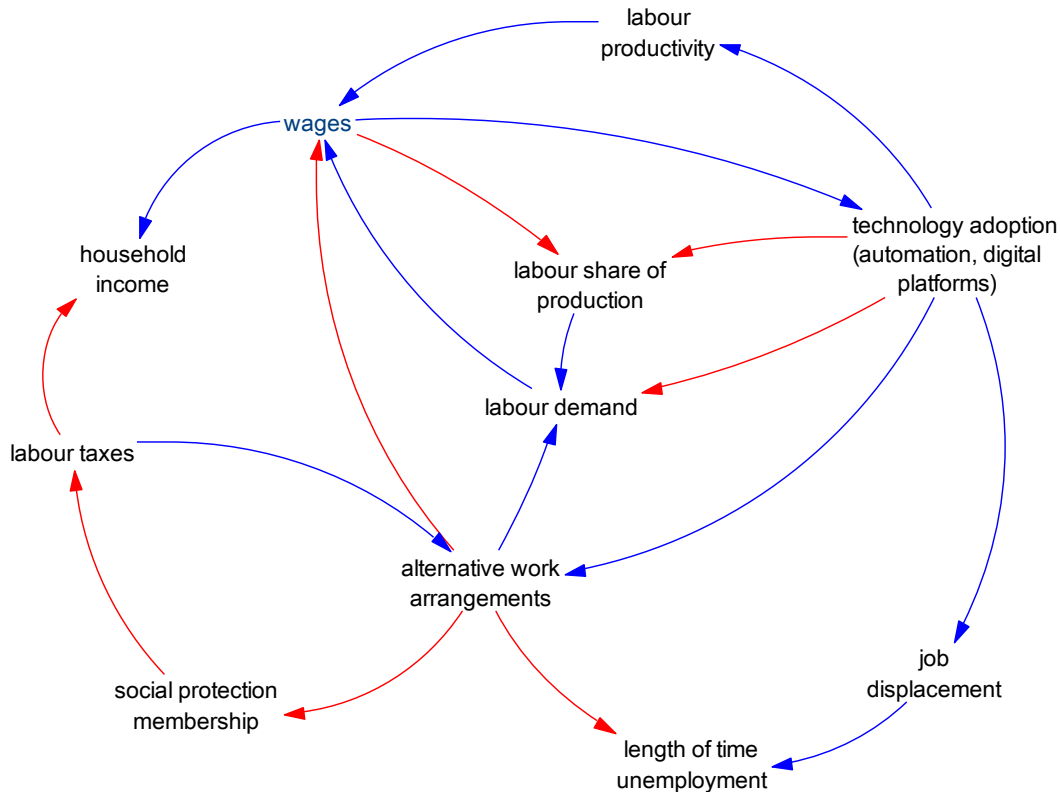 labour
productivity
wages
technology adoption
(automation, digital
platforms)
household
income
labour share of
production
labour demand
labour taxes
alternative work
arrangements
job
displacement
social protection
membership
length of time
unemployment